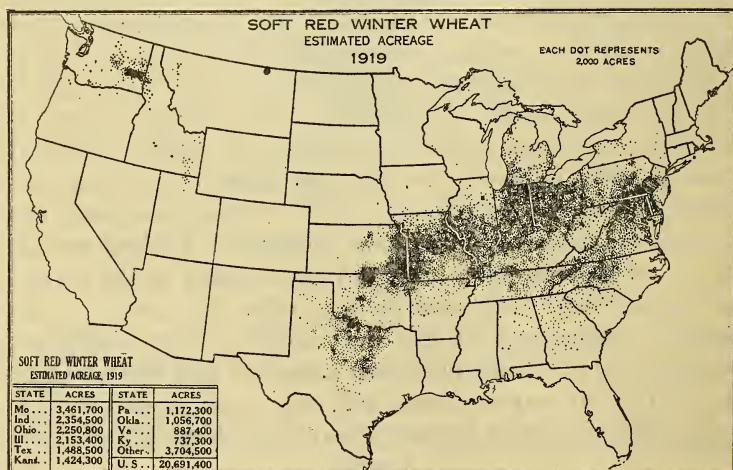 SOFT RED WINTER WHEAT
ESTIMATED ACREAGE
1919
EACH DOT REPRESENTS
2,000 ACRES
SOFT RED WINTER WHEAT
ESTIMATED ACREAGE, 1919
STATE ACRES STATE ACRES
Mo... 3,461,700 Pa... 1,172,300
Ind... 2,354,500 Okla.. 1,056,700
Ohio.. 2,250,800 Va... 887,400
Ill.... 2,153,400 Ky... 737,300
Tex... 1,488,500 Other. 3,704,500
Kans.. 1,424,300 U.S.. 20,691,400